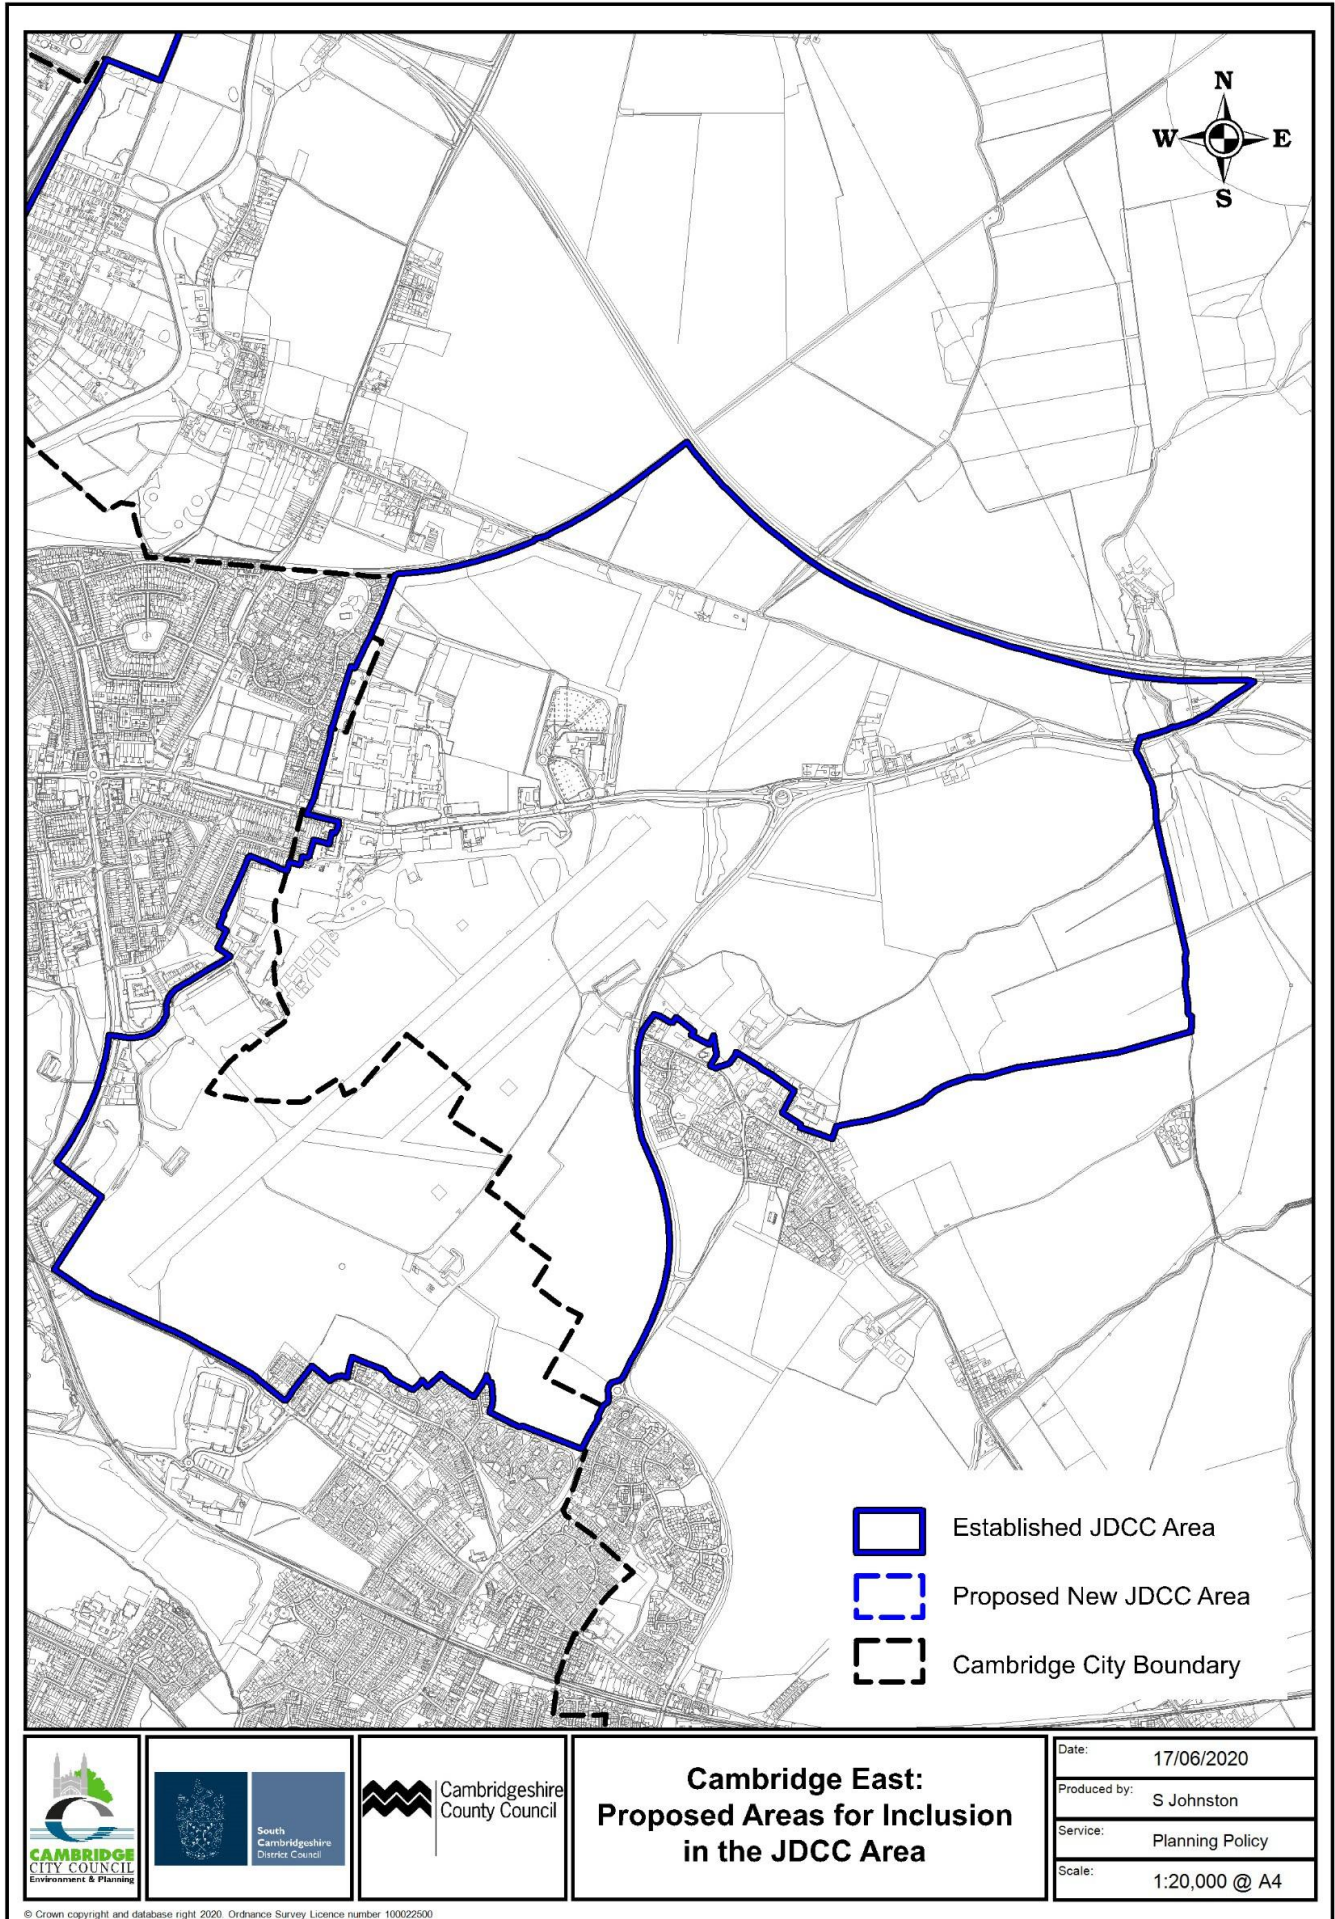 N
W E
S
Established JDCC Area
Proposed New JDCC Area
Cambridge City Boundary
CAMBRIDGE
CITY COUNCIL
Environment & Planning
South
Cambridgeshire
District Council
Cambridgeshire
County Council
Cambridge East:
Proposed Areas for Inclusion
in the JDCC Area
Date: 17/06/2020
Produced by: S Johnston
Service: Planning Policy
Scale: 1:20,000 @ A4
© Crown copyright and database right 2020. Ordnance Survey Licence number 100022500